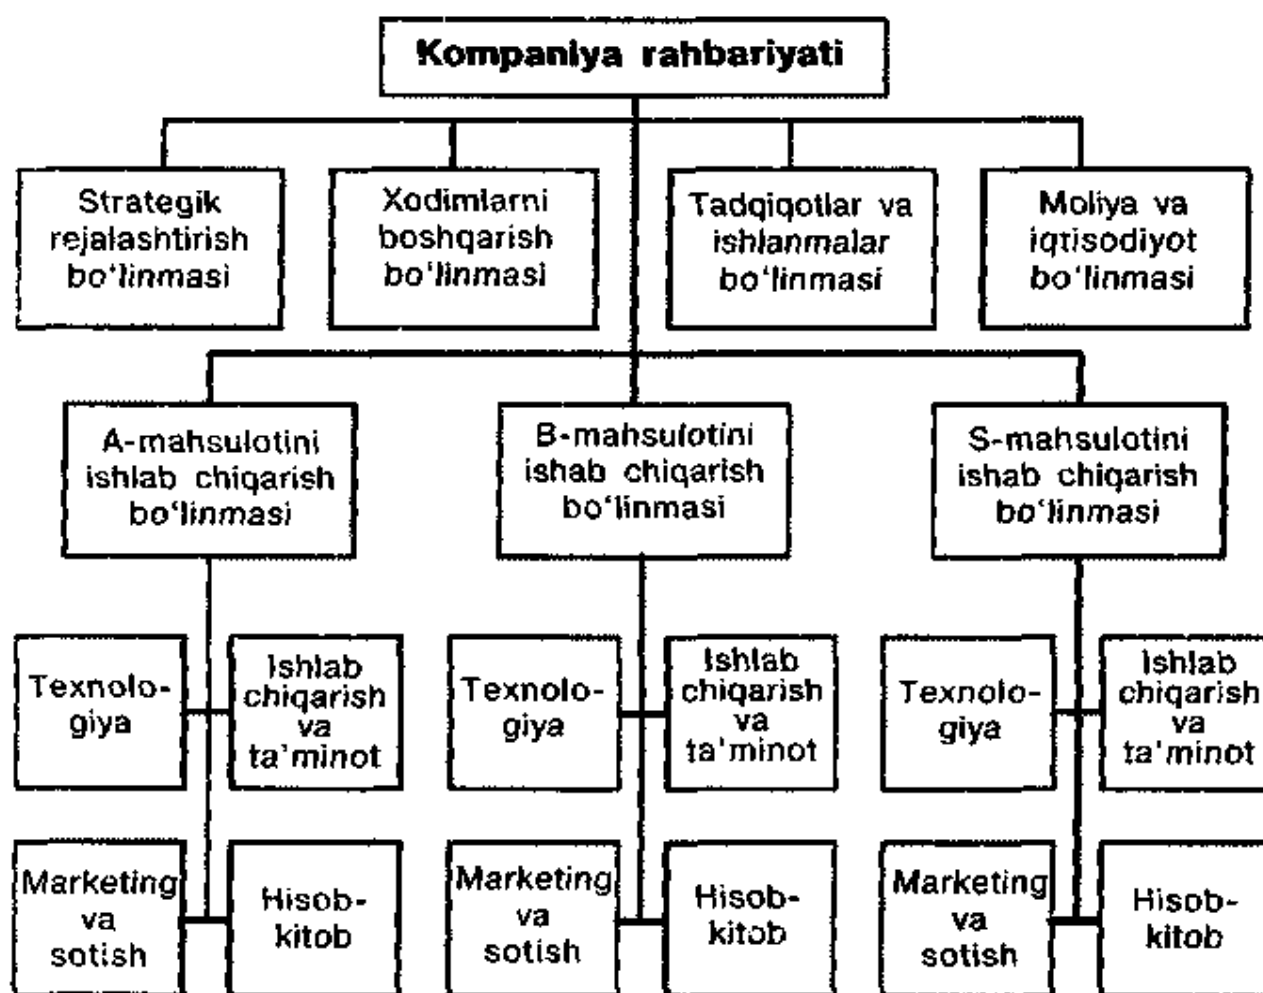 Kompaniya rahbariyati
Strategik
rejalashtirish
bo‘linmasi
Xodimlarni
boshqarish
bo‘linmasi
Tadqiqotlar va
ishlanmalar
bo‘linmasi
Moliya va
iqtisodiyot
bo‘linmasi
A-mahsulotini
ishlab chiqarish
bo‘linmasi
B-mahsulotini
ishab chiqarish
bo‘linmasi
S-mahsulotini
ishab chiqarish
bo‘linmasi
Texnolo-
giya
Ishlab
chiqarish
va
ta'minot
Texnolo-
giya
Ishlab
chiqarish
va
ta'minot
Texnolo-
giya
Ishlab
chiqarish
va
ta'minot
Marketing
va
sotish
Hisob-
kitob
Marketing
va
sotish
Hisob-
kitob
Marketing
va
sotish
Hisob-
kitob